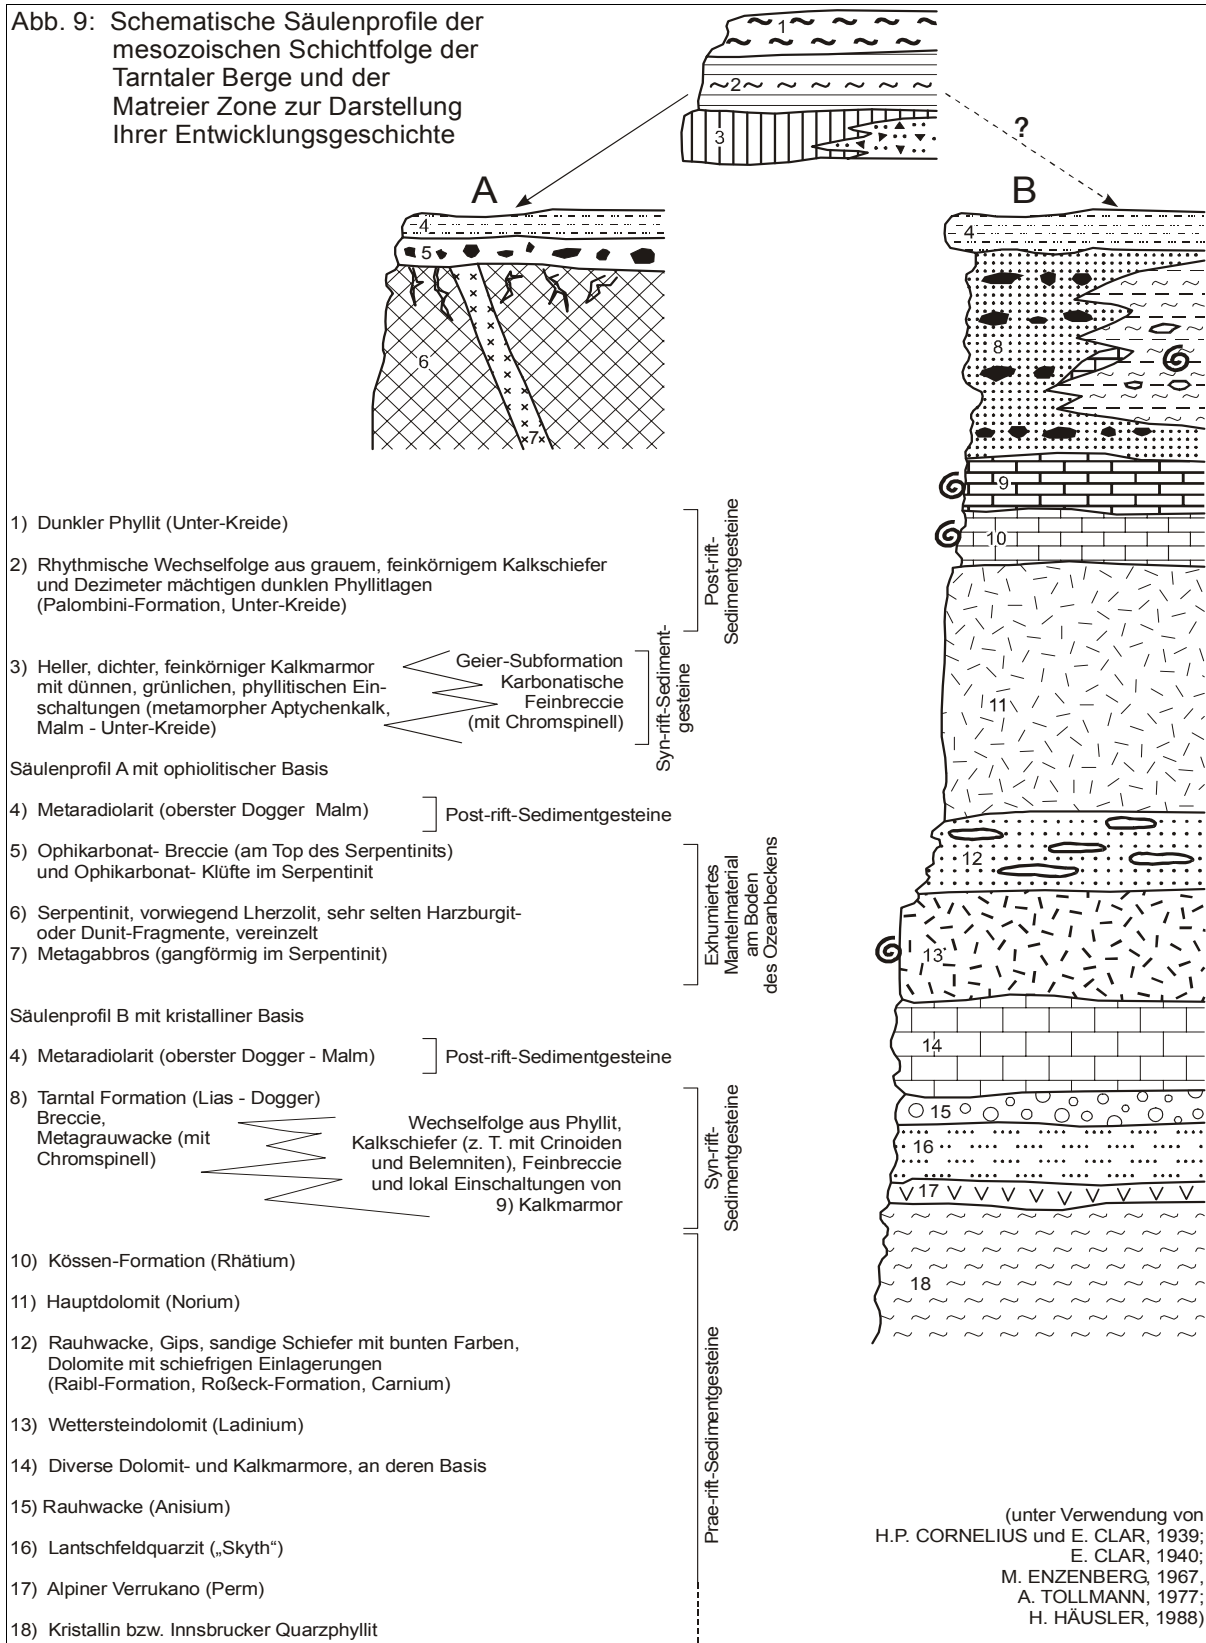 Abb. 9: Schematische Säulenprofile der
mesozoischen Schichtfolge der
Tarntaler Berge und der
Matreier Zone zur Darstellung
Ihrer Entwicklungsgeschichte
1
2
3
?
A
B
4
5
6
7
4
8
9
10
11
12
13
14
15
16
17
18
1) Dunkler Phyllit (Unter-Kreide)
2) Rhythmische Wechselfolge aus grauem, feinkörnigem Kalkschiefer
und Dezimeter mächtigen dunklen Phyllitlagen
(Palombini-Formation, Unter-Kreide)
Post-rift-
Sedimentgesteine
3) Heller, dichter, feinkörniger Kalkmarmor
mit dünnen, grünlichen, phyllitischen Ein-
schaltungen (metamorpher Aptychenkalk,
Malm - Unter-Kreide)
Geier-Subformation
Karbonatische
Feinbreccie
(mit Chromspinell)
Syn-rift-Sediment-
gesteine
Säulenprofil A mit ophiolitischer Basis
4) Metaradiolarit (oberster Dogger Malm)
Post-rift-Sedimentgesteine
5) Ophikarbonat- Breccie (am Top des Serpentinits)
und Ophikarbonat- Klüfte im Serpentinit
6) Serpentinit, vorwiegend Lherzolit, sehr selten Harzburgit-
oder Dunit-Fragmente, vereinzelt
7) Metagabbros (gangförmig im Serpentinit)
Exhumiertes
Mantelmaterial
am Boden
des Ozeanbeckens
Säulenprofil B mit kristalliner Basis
4) Metaradiolarit (oberster Dogger - Malm)
Post-rift-Sedimentgesteine
8) Tarntal Formation (Lias - Dogger)
Breccie,
Metagrauwacke (mit
Chromspinell)
Wechselfolge aus Phyllit,
Kalkschiefer (z. T. mit Crinoiden
und Belemniten), Feinbreccie
und lokal Einschaltungen von
9) Kalkmarmor
Syn-rift-
Sedimentgesteine
10) Kössen-Formation (Rhätium)
11) Hauptdolomit (Norium)
12) Rauhwacke, Gips, sandige Schiefer mit bunten Farben,
Dolomite mit schiefrigen Einlagerungen
(Raibl-Formation, Roßeck-Formation, Carnium)
13) Wettersteindolomit (Ladinium)
14) Diverse Dolomit- und Kalkmarmore, an deren Basis
15) Rauhwacke (Anisium)
16) Lantschfeldquarzit („Skyth“)
17) Alpiner Verrukano (Perm)
18) Kristallin bzw. Innsbrucker Quarzphyllit
Prae-rift-Sedimentgesteine
(unter Verwendung von
H.P. CORNELIUS und E. CLAR, 1939;
E. CLAR, 1940;
M. ENZENBERG, 1967,
A. TOLLMANN, 1977;
H. HÄUSLER, 1988)